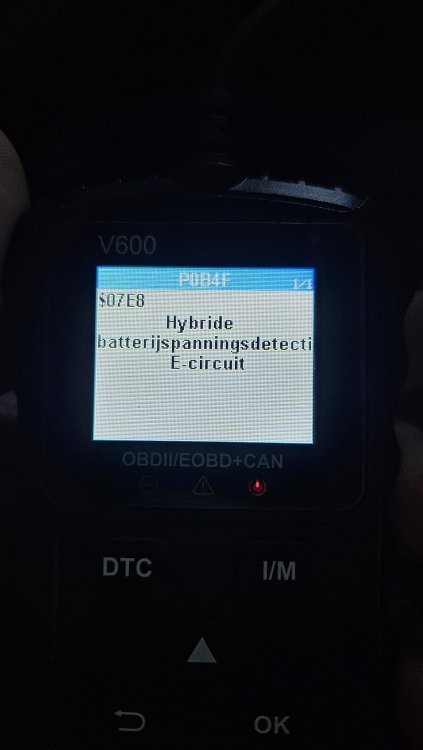 V600
P0B4F
1/1
$07E8
Hybride
batterijspanningsdetecti
E-circuit
OBDII/EOBD+CAN
DTC
I/M
OK